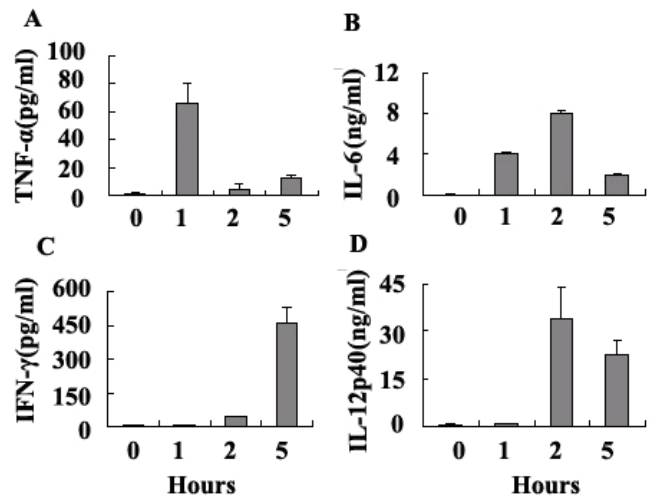 A
TNF-α(pg/ml)
100
80
60
40
20
0
0 1 2 5
B
IL-6(ng/ml)
12
8
4
0
0 1 2 5
C
IFN-γ(pg/ml)
600
450
300
150
0
0 1 2 5
Hours
D
IL-12p40(ng/ml)
45
30
15
0
0 1 2 5
Hours